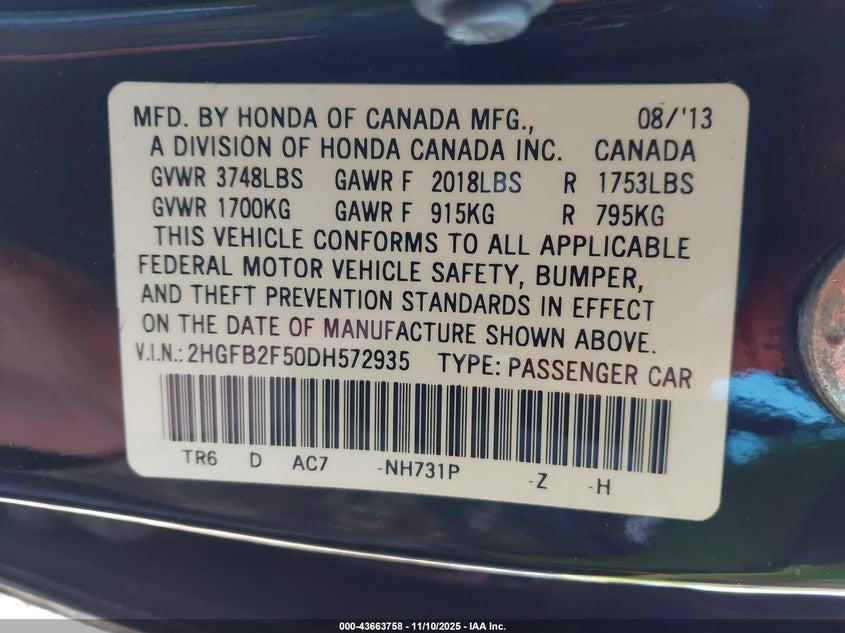 MFD. BY HONDA OF CANADA MFG., 08/'13
A DIVISION OF HONDA CANADA INC. CANADA
GVWR 3748LBS GAWR F 2018LBS R 1753LBS
GVWR 1700KG GAWR F 915KG R 795KG
THIS VEHICLE CONFORMS TO ALL APPLICABLE
FEDERAL MOTOR VEHICLE SAFETY, BUMPER,
AND THEFT PREVENTION STANDARDS IN EFFECT
ON THE DATE OF MANUFACTURE SHOWN ABOVE.
V.I.N.: 2HGFB2F50DH572935 TYPE: PASSENGER CAR
TR6 D AC7 -NH731P -Z -H
000-43663758 - 11/10/2025 - IAA Inc.